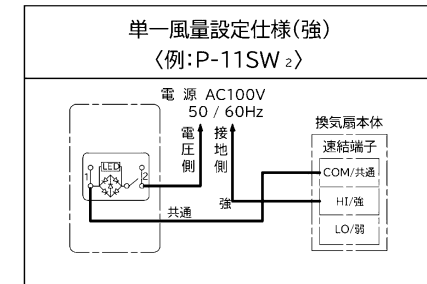 単一風量設定仕様(強)
〈例:P-11SW₂〉
電 源 AC100V
50 / 60Hz
電圧側
接地側
換気扇本体
速結端子
COM/共通
HI/強
LO/弱
LED
1
2
共通
強